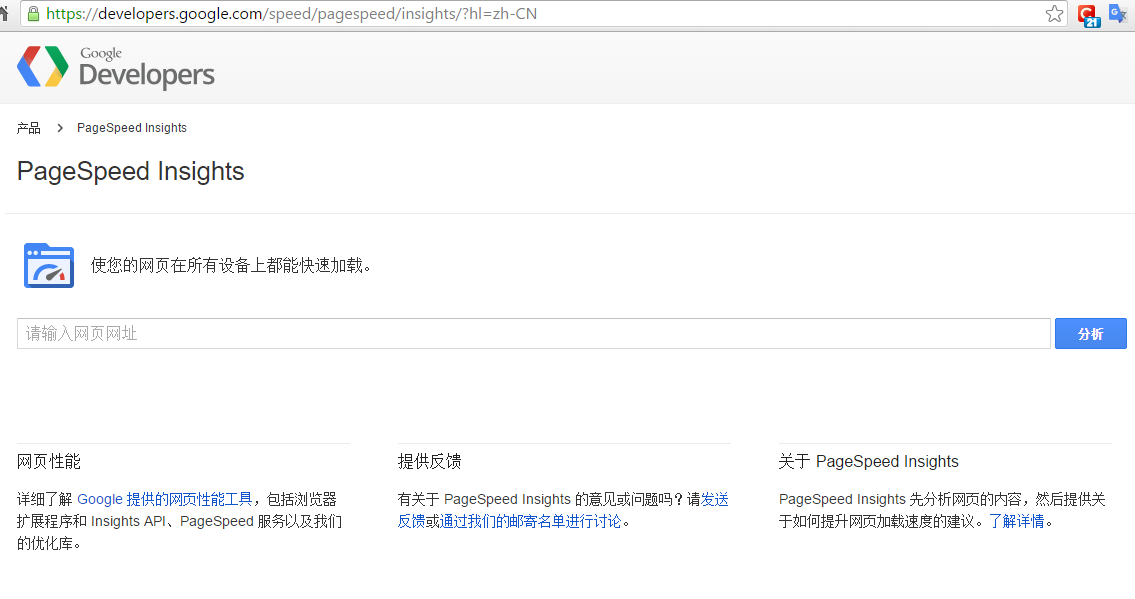 https://developers.google.com/speed/pagespeed/insights/?hl=zh-CN
21
Google
Developers
产品 > PageSpeed Insights
PageSpeed Insights
使您的网页在所有设备上都能快速加载。
请输入网页网址
分析
网页性能
详细了解 Google 提供的网页性能工具，包括浏览器
扩展程序和 Insights API、PageSpeed 服务以及我们
的优化库。
提供反馈
有关于 PageSpeed Insights 的意见或问题吗？请发送
反馈或通过我们的邮寄名单进行讨论。
关于 PageSpeed Insights
PageSpeed Insights 先分析网页的内容，然后提供关
于如何提升网页加载速度的建议。了解详情。